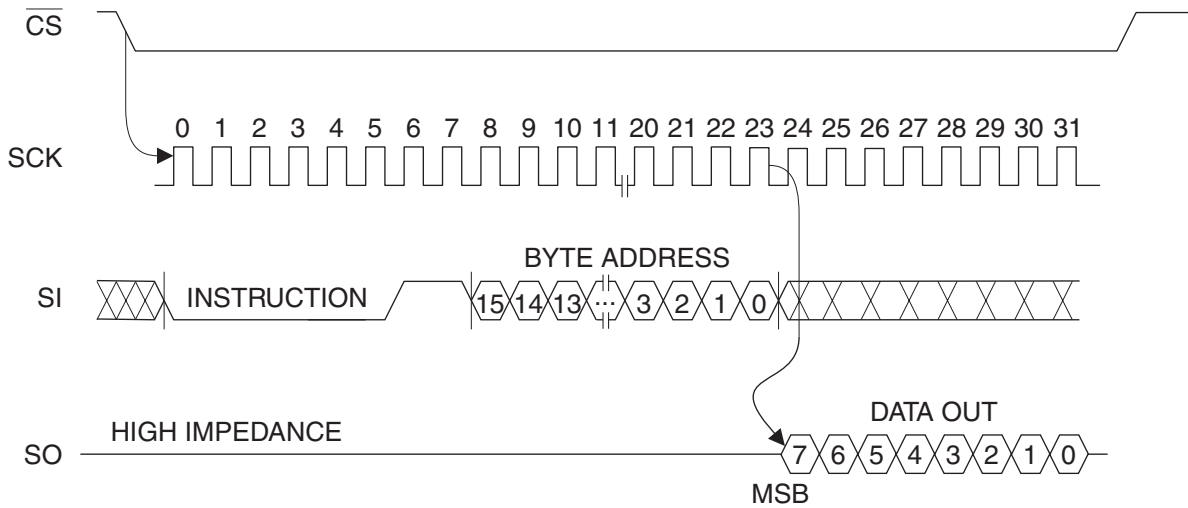 CS
0 1 2 3 4 5 6 7 8 9 10 11 20 21 22 23 24 25 26 27 28 29 30 31
SCK
BYTE ADDRESS
SI INSTRUCTION 15 14 13 ... 3 2 1 0
DATA OUT
HIGH IMPEDANCE
SO 7 6 5 4 3 2 1 0
MSB